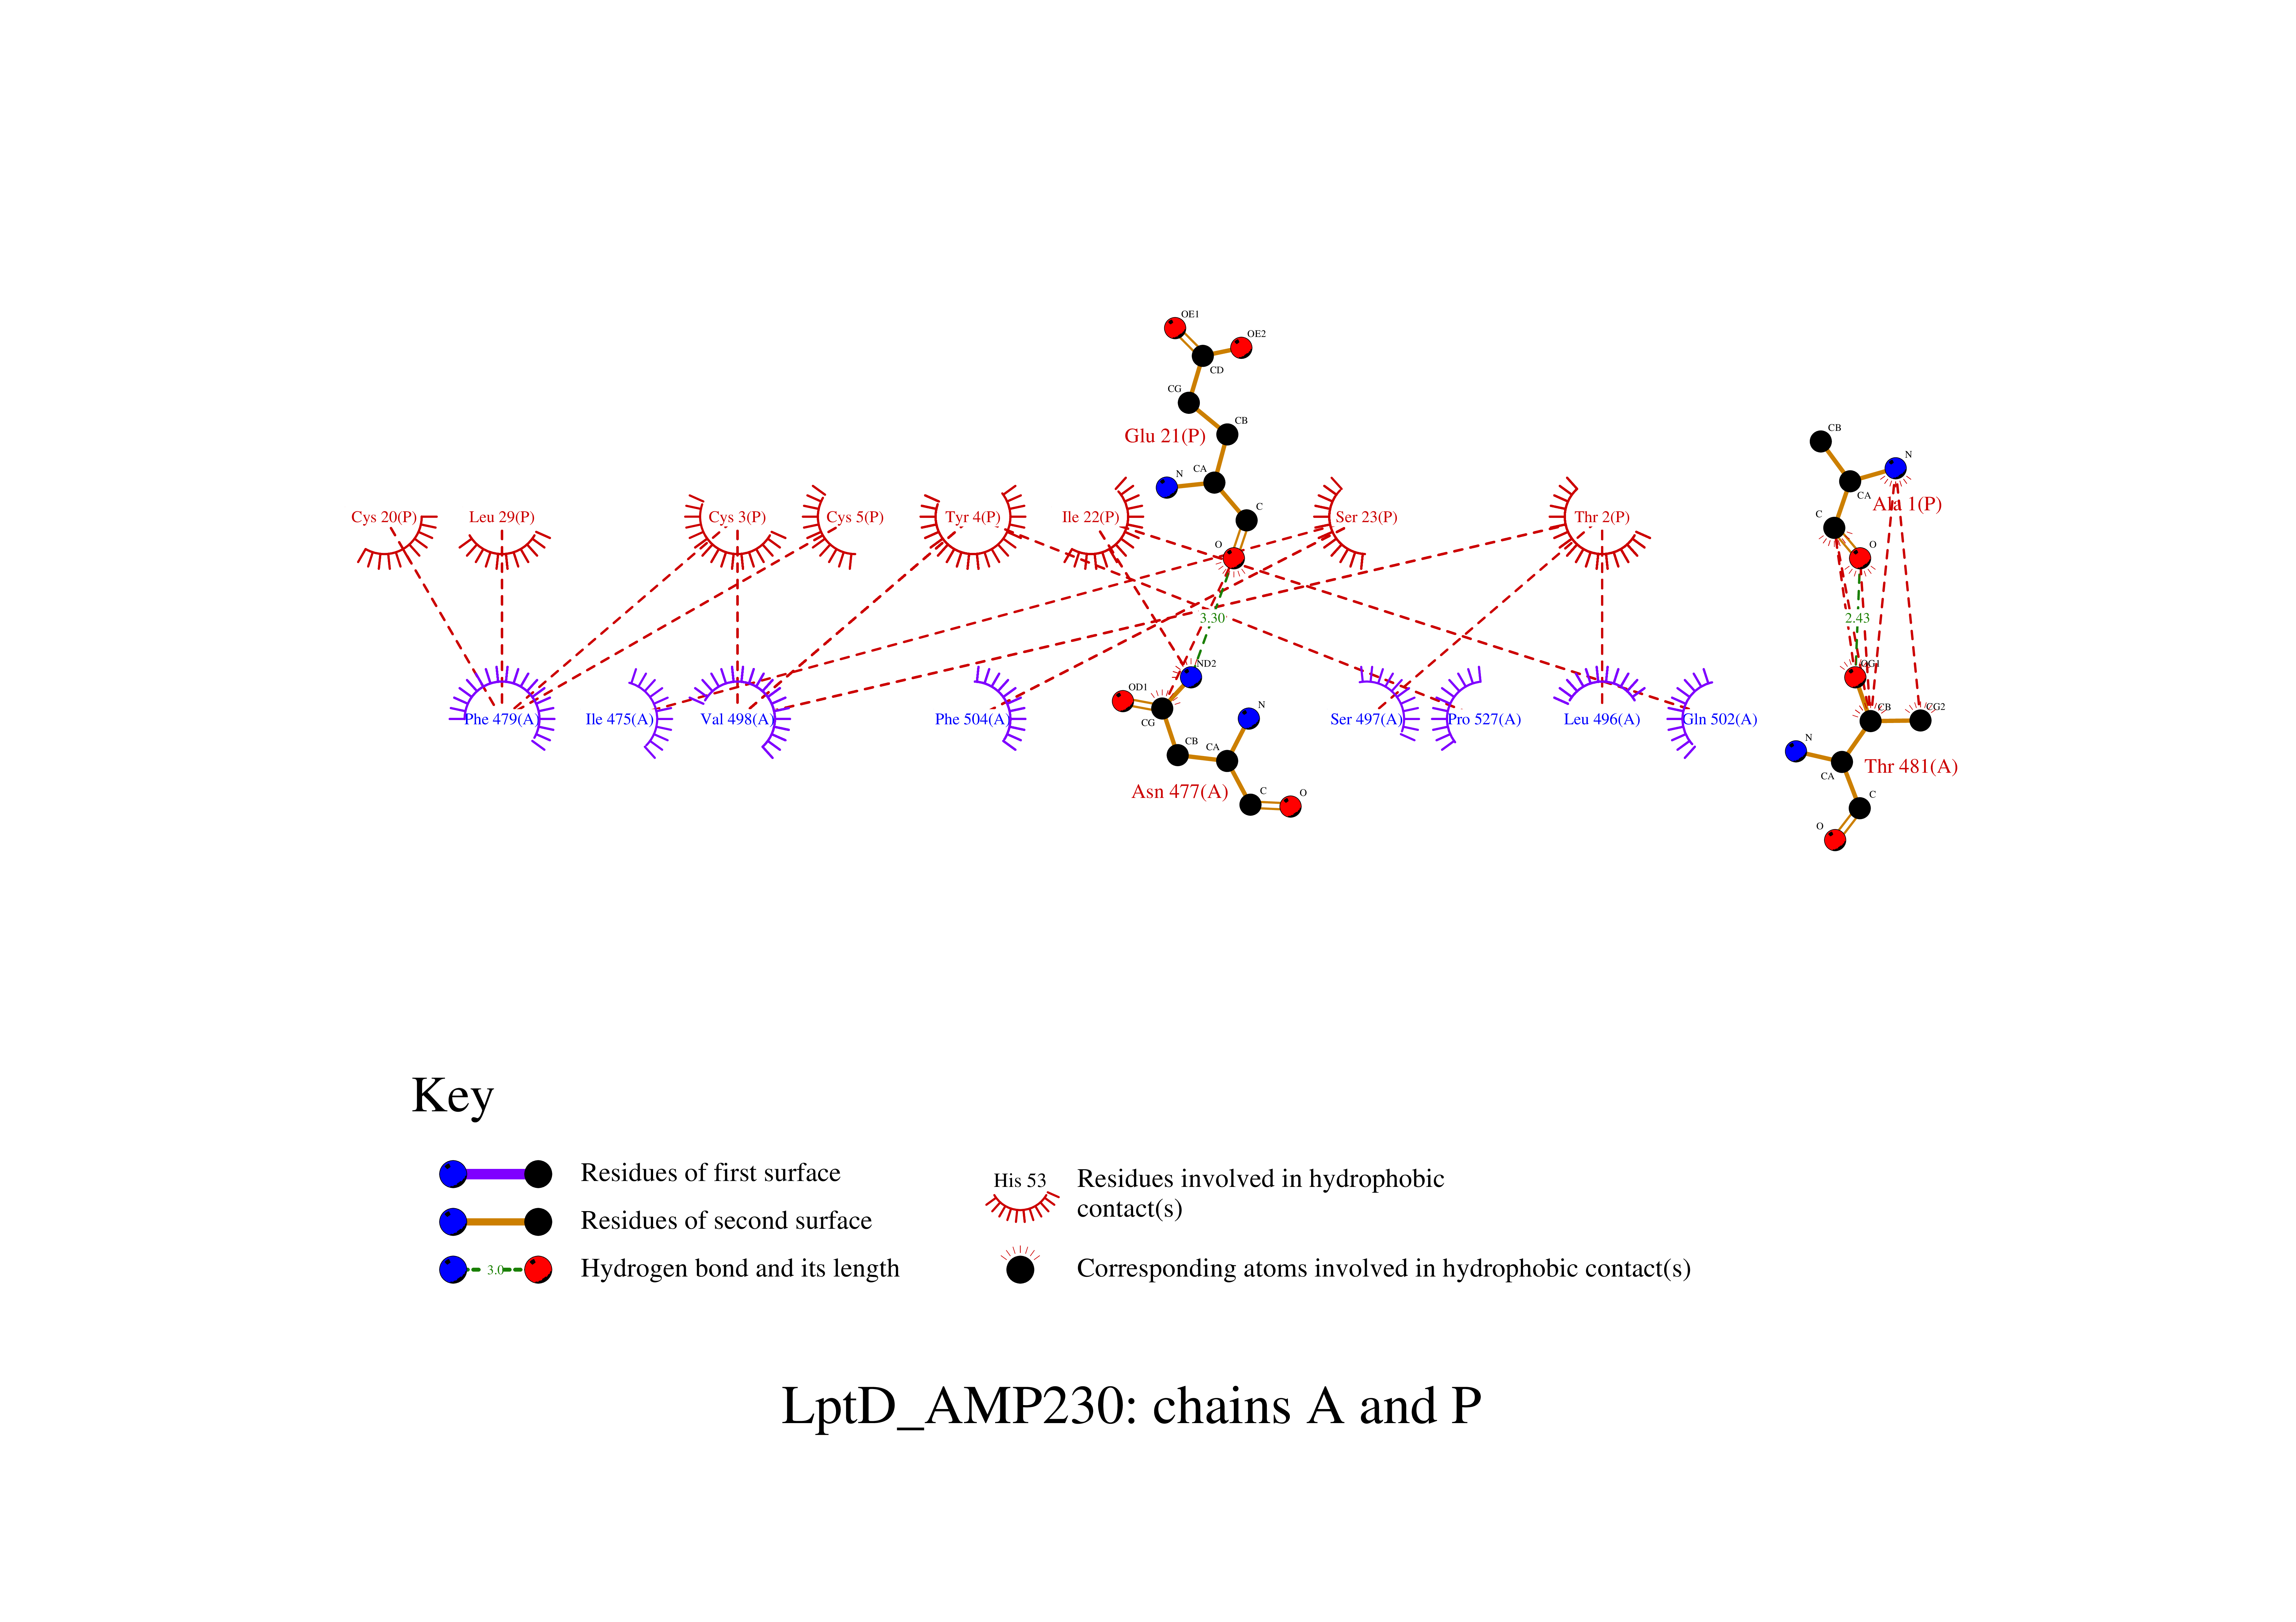 OE1
OE2
CD
CG
CB
Glu 21(P)
CA
N
C
O
CB
N
CA
Ala 1(P)
C
O
Cys 20(P) Leu 29(P) Cys 3(P) Cys 5(P) Tyr 4(P) Ile 22(P) Ser 23(P) Thr 2(P)
3.30
2.43
ND2
OD1
CG
N
CB
CA
C
O
Asn 477(A)
OG1
CB
CG2
N
CA
Thr 481(A)
C
O
Phe 479(A) Ile 475(A) Val 498(A) Phe 504(A) Ser 497(A) Pro 527(A) Leu 496(A) Gln 502(A)
Key
Residues of first surface
Residues of second surface
3.0
Hydrogen bond and its length
His 53
Residues involved in hydrophobic
contact(s)
Corresponding atoms involved in hydrophobic contact(s)
LptD_AMP230: chains A and P